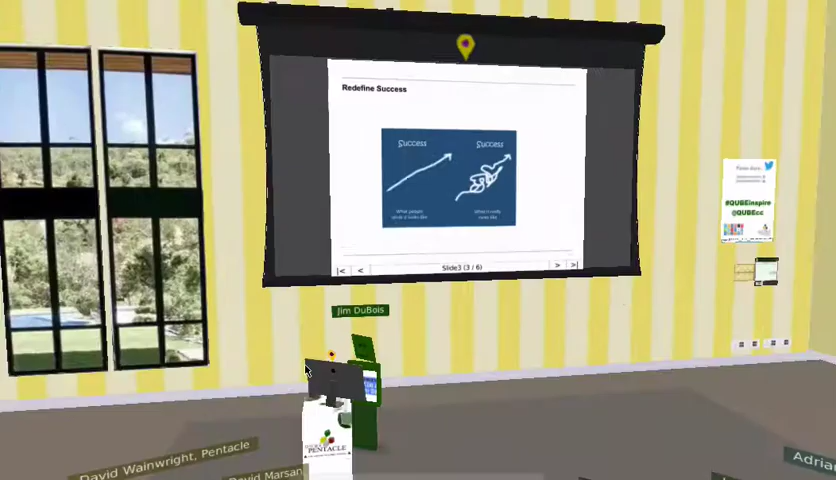 Redefine Success
Success
Success
What people
think it looks like
What it really
looks like
|< < Slide3 (3 / 6) > >|
#QUBEinspire
@QUBEcc
Jim DuBois
PENTACLE
David Wainwright, Pentacle
David Marsan
Adrian